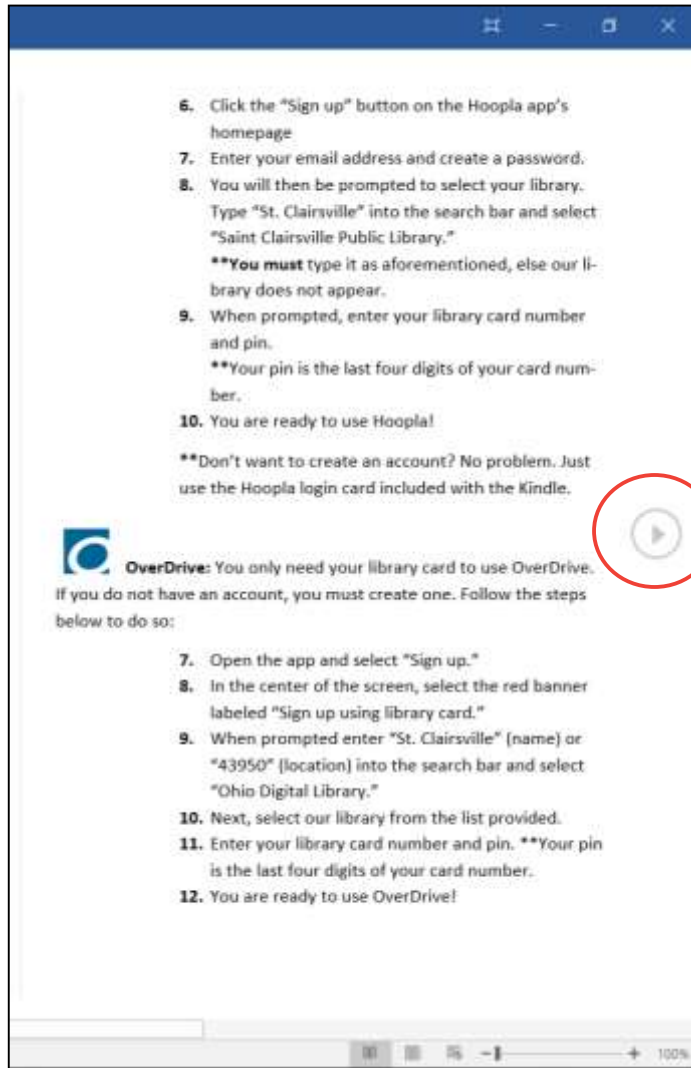 6. Click the "Sign up" button on the Hoopla app's
homepage
7. Enter your email address and create a password.
8. You will then be prompted to select your library.
Type "St. Clairsville" into the search bar and select
"Saint Clairsville Public Library."
**You must type it as aforementioned, else our li-
brary does not appear.
9. When prompted, enter your library card number
and pin.
**Your pin is the last four digits of your card num-
ber.
10. You are ready to use Hoopla!
**Don't want to create an account? No problem. Just
use the Hoopla login card included with the Kindle.
OverDrive: You only need your library card to use OverDrive.
If you do not have an account, you must create one. Follow the steps
below to do so:
7. Open the app and select "Sign up."
8. In the center of the screen, select the red banner
labeled "Sign up using library card."
9. When prompted enter "St. Clairsville" (name) or
"43950" (location) into the search bar and select
"Ohio Digital Library."
10. Next, select our library from the list provided.
11. Enter your library card number and pin. **Your pin
is the last four digits of your card number.
12. You are ready to use OverDrive!
100%